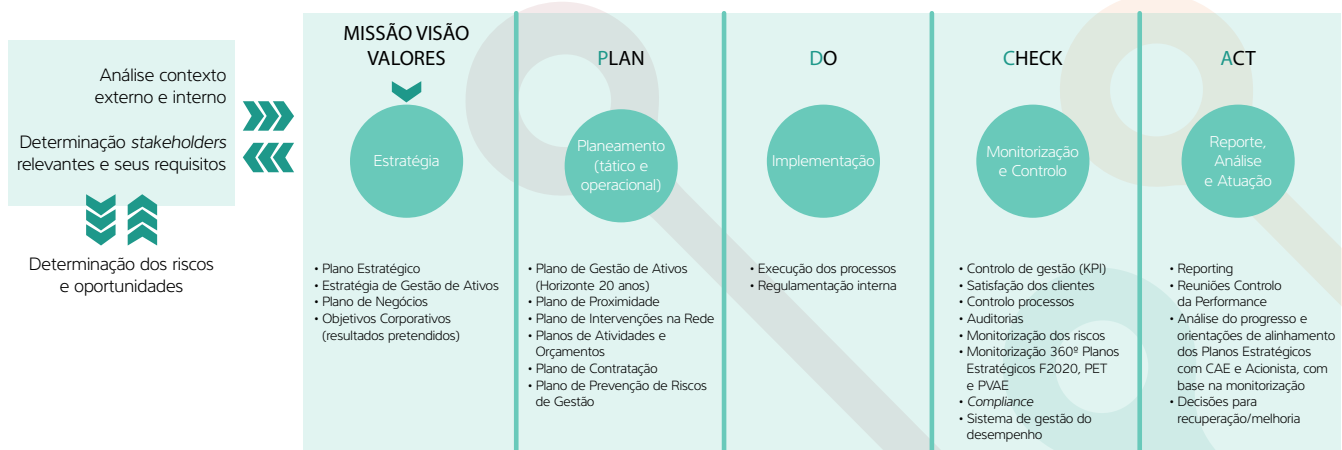 Análise contexto
externo e interno
Determinação stakeholders
relevantes e seus requisitos
Determinação dos riscos
e oportunidades
MISSÃO VISÃO
VALORES
Estratégia
• Plano Estratégico
• Estratégia de Gestão de Ativos
• Plano de Negócios
• Objetivos Corporativos
(resultados pretendidos)
PLAN
Planeamento
(tático e
operacional)
• Plano de Gestão de Ativos
(Horizonte 20 anos)
• Plano de Proximidade
• Plano de Intervenções na Rede
• Planos de Atividades e
Orçamentos
• Plano de Contratação
• Plano de Prevenção de Riscos
de Gestão
DO
Implementação
• Execução dos processos
• Regulamentação interna
CHECK
Monitorização
e Controlo
• Controlo de gestão (KPI)
• Satisfação dos clientes
• Controlo processos
• Auditorias
• Monitorização dos riscos
• Monitorização 360º Planos
Estratégicos F2020, PET
e PVAE
• Compliance
• Sistema de gestão do
desempenho
ACT
Reporte,
Análise
e Atuação
• Reporting
• Reuniões Controlo
da Performance
• Análise do progresso e
orientações de alinhamento
dos Planos Estratégicos
com CAE e Acionista, com
base na monitorização
• Decisões para
recuperação/melhoria